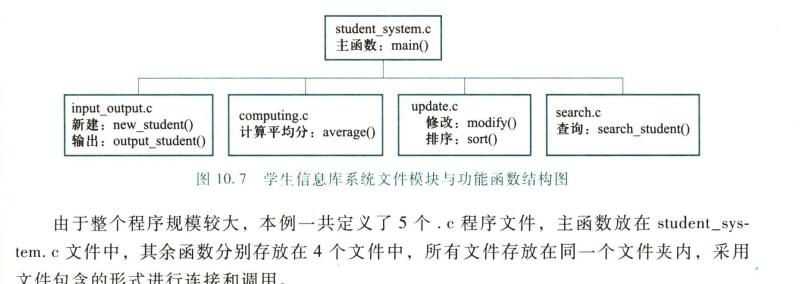 student_system.c
主函数：main()
input_output.c
新建：new_student()
输出：output_student()
computing.c
计算平均分：average()
update.c
修改：modify()
排序：sort()
search.c
查询：search_student()
图 10.7 学生信息库系统文件模块与功能函数结构图
由于整个程序规模较大，本例一共定义了 5 个 .c 程序文件，主函数放在 student_sys-
tem.c 文件中，其余函数分别存放在 4 个文件中，所有文件存放在同一个文件夹内，采用
文件包含的形式进行连接和调用。